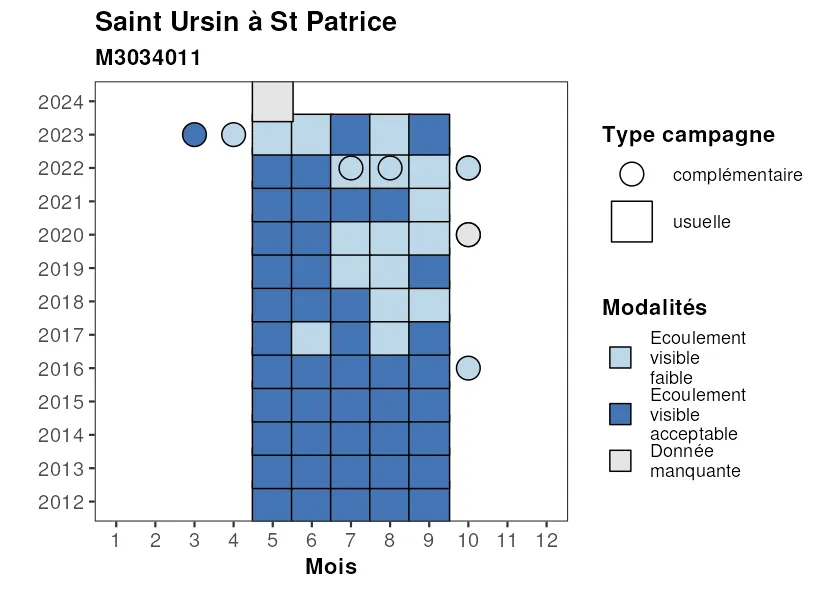 Saint Ursin à St Patrice
M3034011
2024
2023
2022
2021
2020
2019
2018
2017
2016
2015
2014
2013
2012
1 2 3 4 5 6 7 8 9 10 11 12
Mois
Type campagne
complémentaire
usuelle
Modalités
Ecoulement
visible
faible
Ecoulement
visible
acceptable
Donnée
manquante